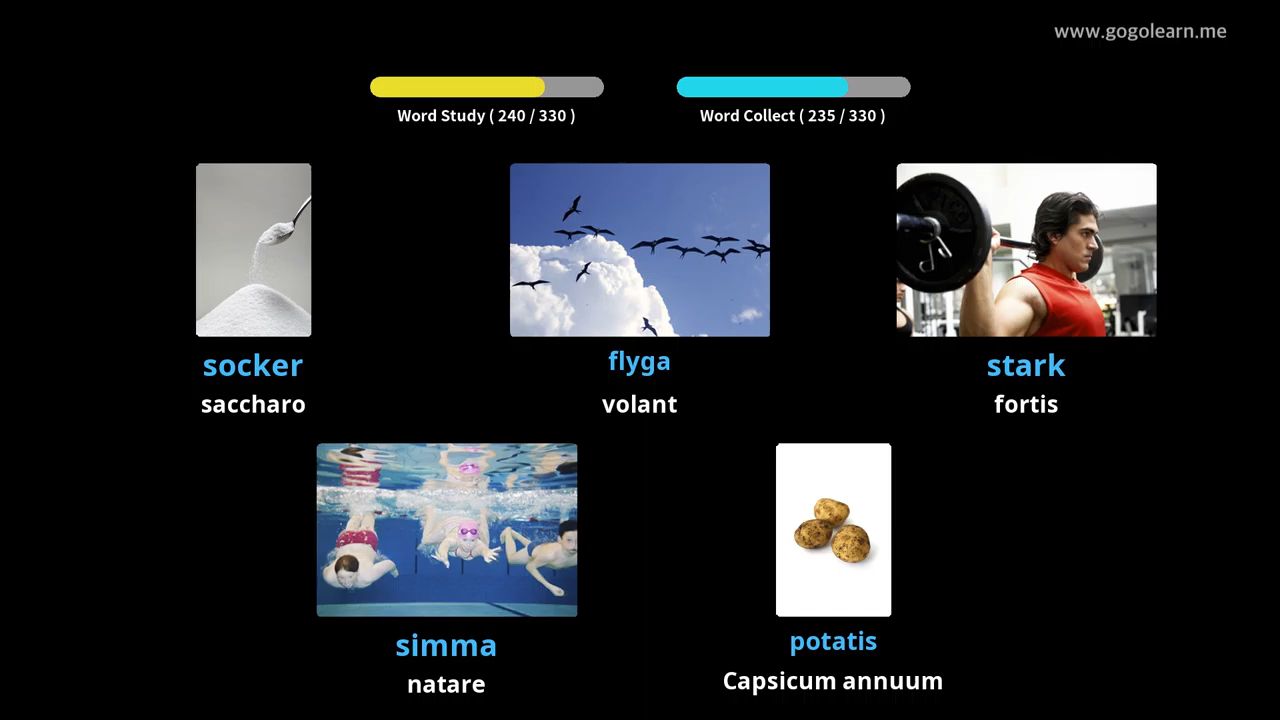 www.gogolearn.me
Word Study ( 240 / 330 )
Word Collect ( 235 / 330 )
socker
saccharo
flyga
volant
stark
fortis
simma
natare
potatis
Capsicum annuum